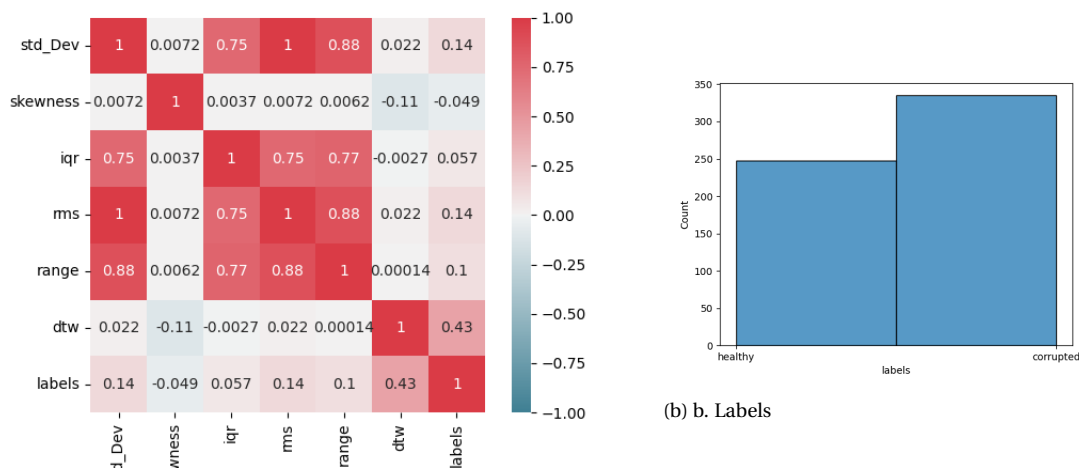 std_Dev 1 0.0072 0.75 1 0.88 0.022 0.14
skewness 0.0072 1 0.0037 0.0072 0.0062 -0.11 -0.049
iqr 0.75 0.0037 1 0.75 0.77 -0.0027 0.057
rms 1 0.0072 0.75 1 0.88 0.022 0.14
range 0.88 0.0062 0.77 0.88 1 0.00014 0.1
dtw 0.022 -0.11 -0.0027 0.022 0.00014 1 0.43
labels 0.14 -0.049 0.057 0.14 0.1 0.43 1
d_Dev wness iqr rms range dtw labels
1.00
0.75
0.50
0.25
0.00
−0.25
−0.50
−0.75
−1.00
350
300
250
200
150
100
50
0
Count
healthy corrupted
labels
(b) b. Labels